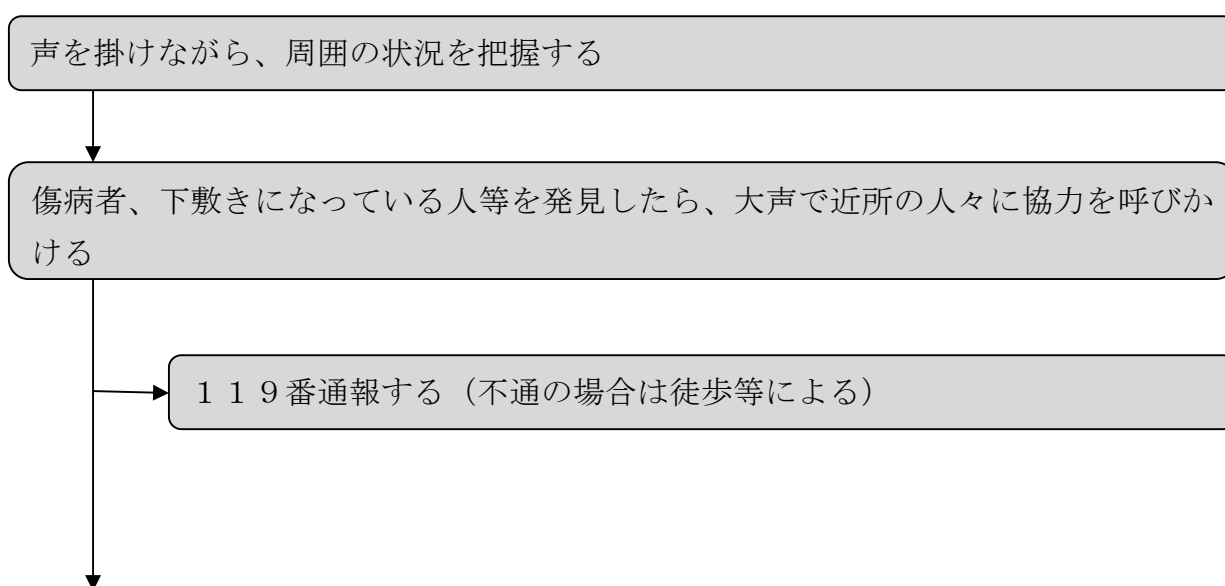 声を掛けながら、周囲の状況を把握する
傷病者、下敷きになっている人等を発見したら、大声で近所の人々に協力を呼びか
ける
１１９番通報する（不通の場合は徒歩等による）